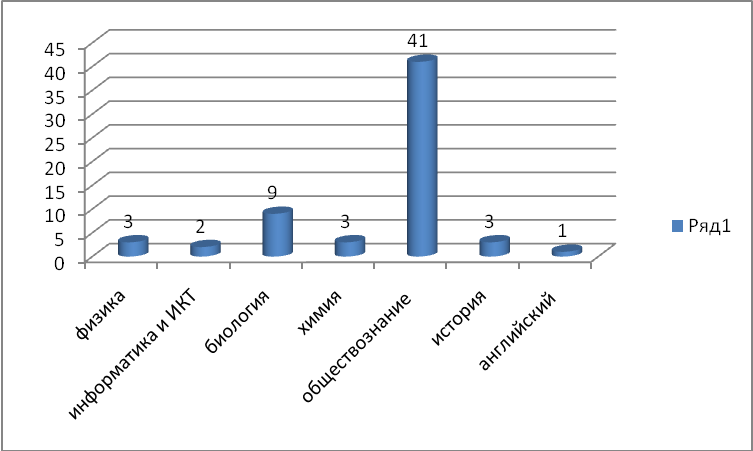 45
40
35
30
25
20
15
10
5
0
3
2
9
3
41
3
1
физика
информатика и ИКТ
биология
химия
обществознание
история
английский
Ряд1